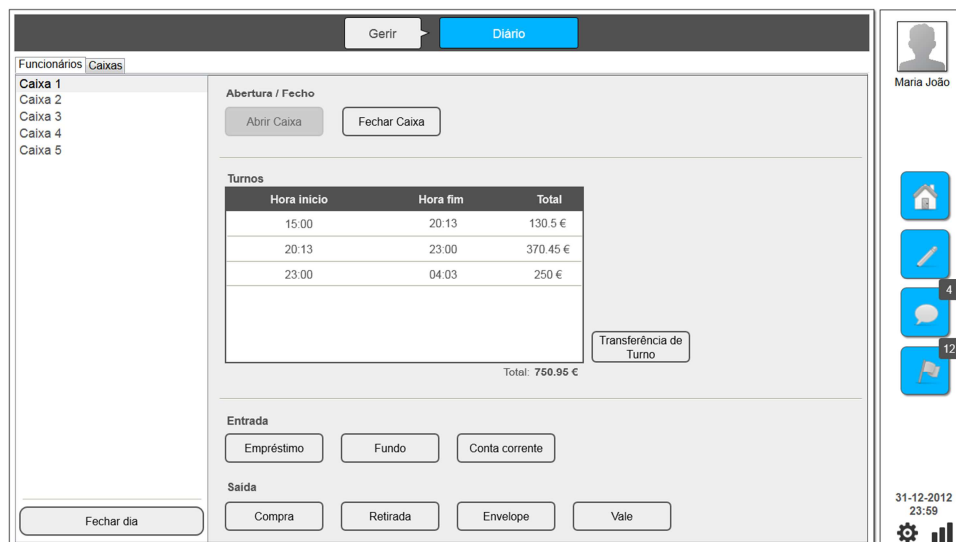 Gerir
Diário
Funcionários
Caixas
Caixa 1
Caixa 2
Caixa 3
Caixa 4
Caixa 5
Fechar dia
Abertura / Fecho
Abrir Caixa
Fechar Caixa
Turnos
Hora inicio Hora fim Total
15:00 20:13 130.5 €
20:13 23:00 370.45 €
23:00 04:03 250 €
Transferência de
Turno
Total: 750.95 €
Entrada
Empréstimo
Fundo
Conta corrente
Saida
Compra
Retirada
Envelope
Vale
Maria João
4
12
31-12-2012
23:59